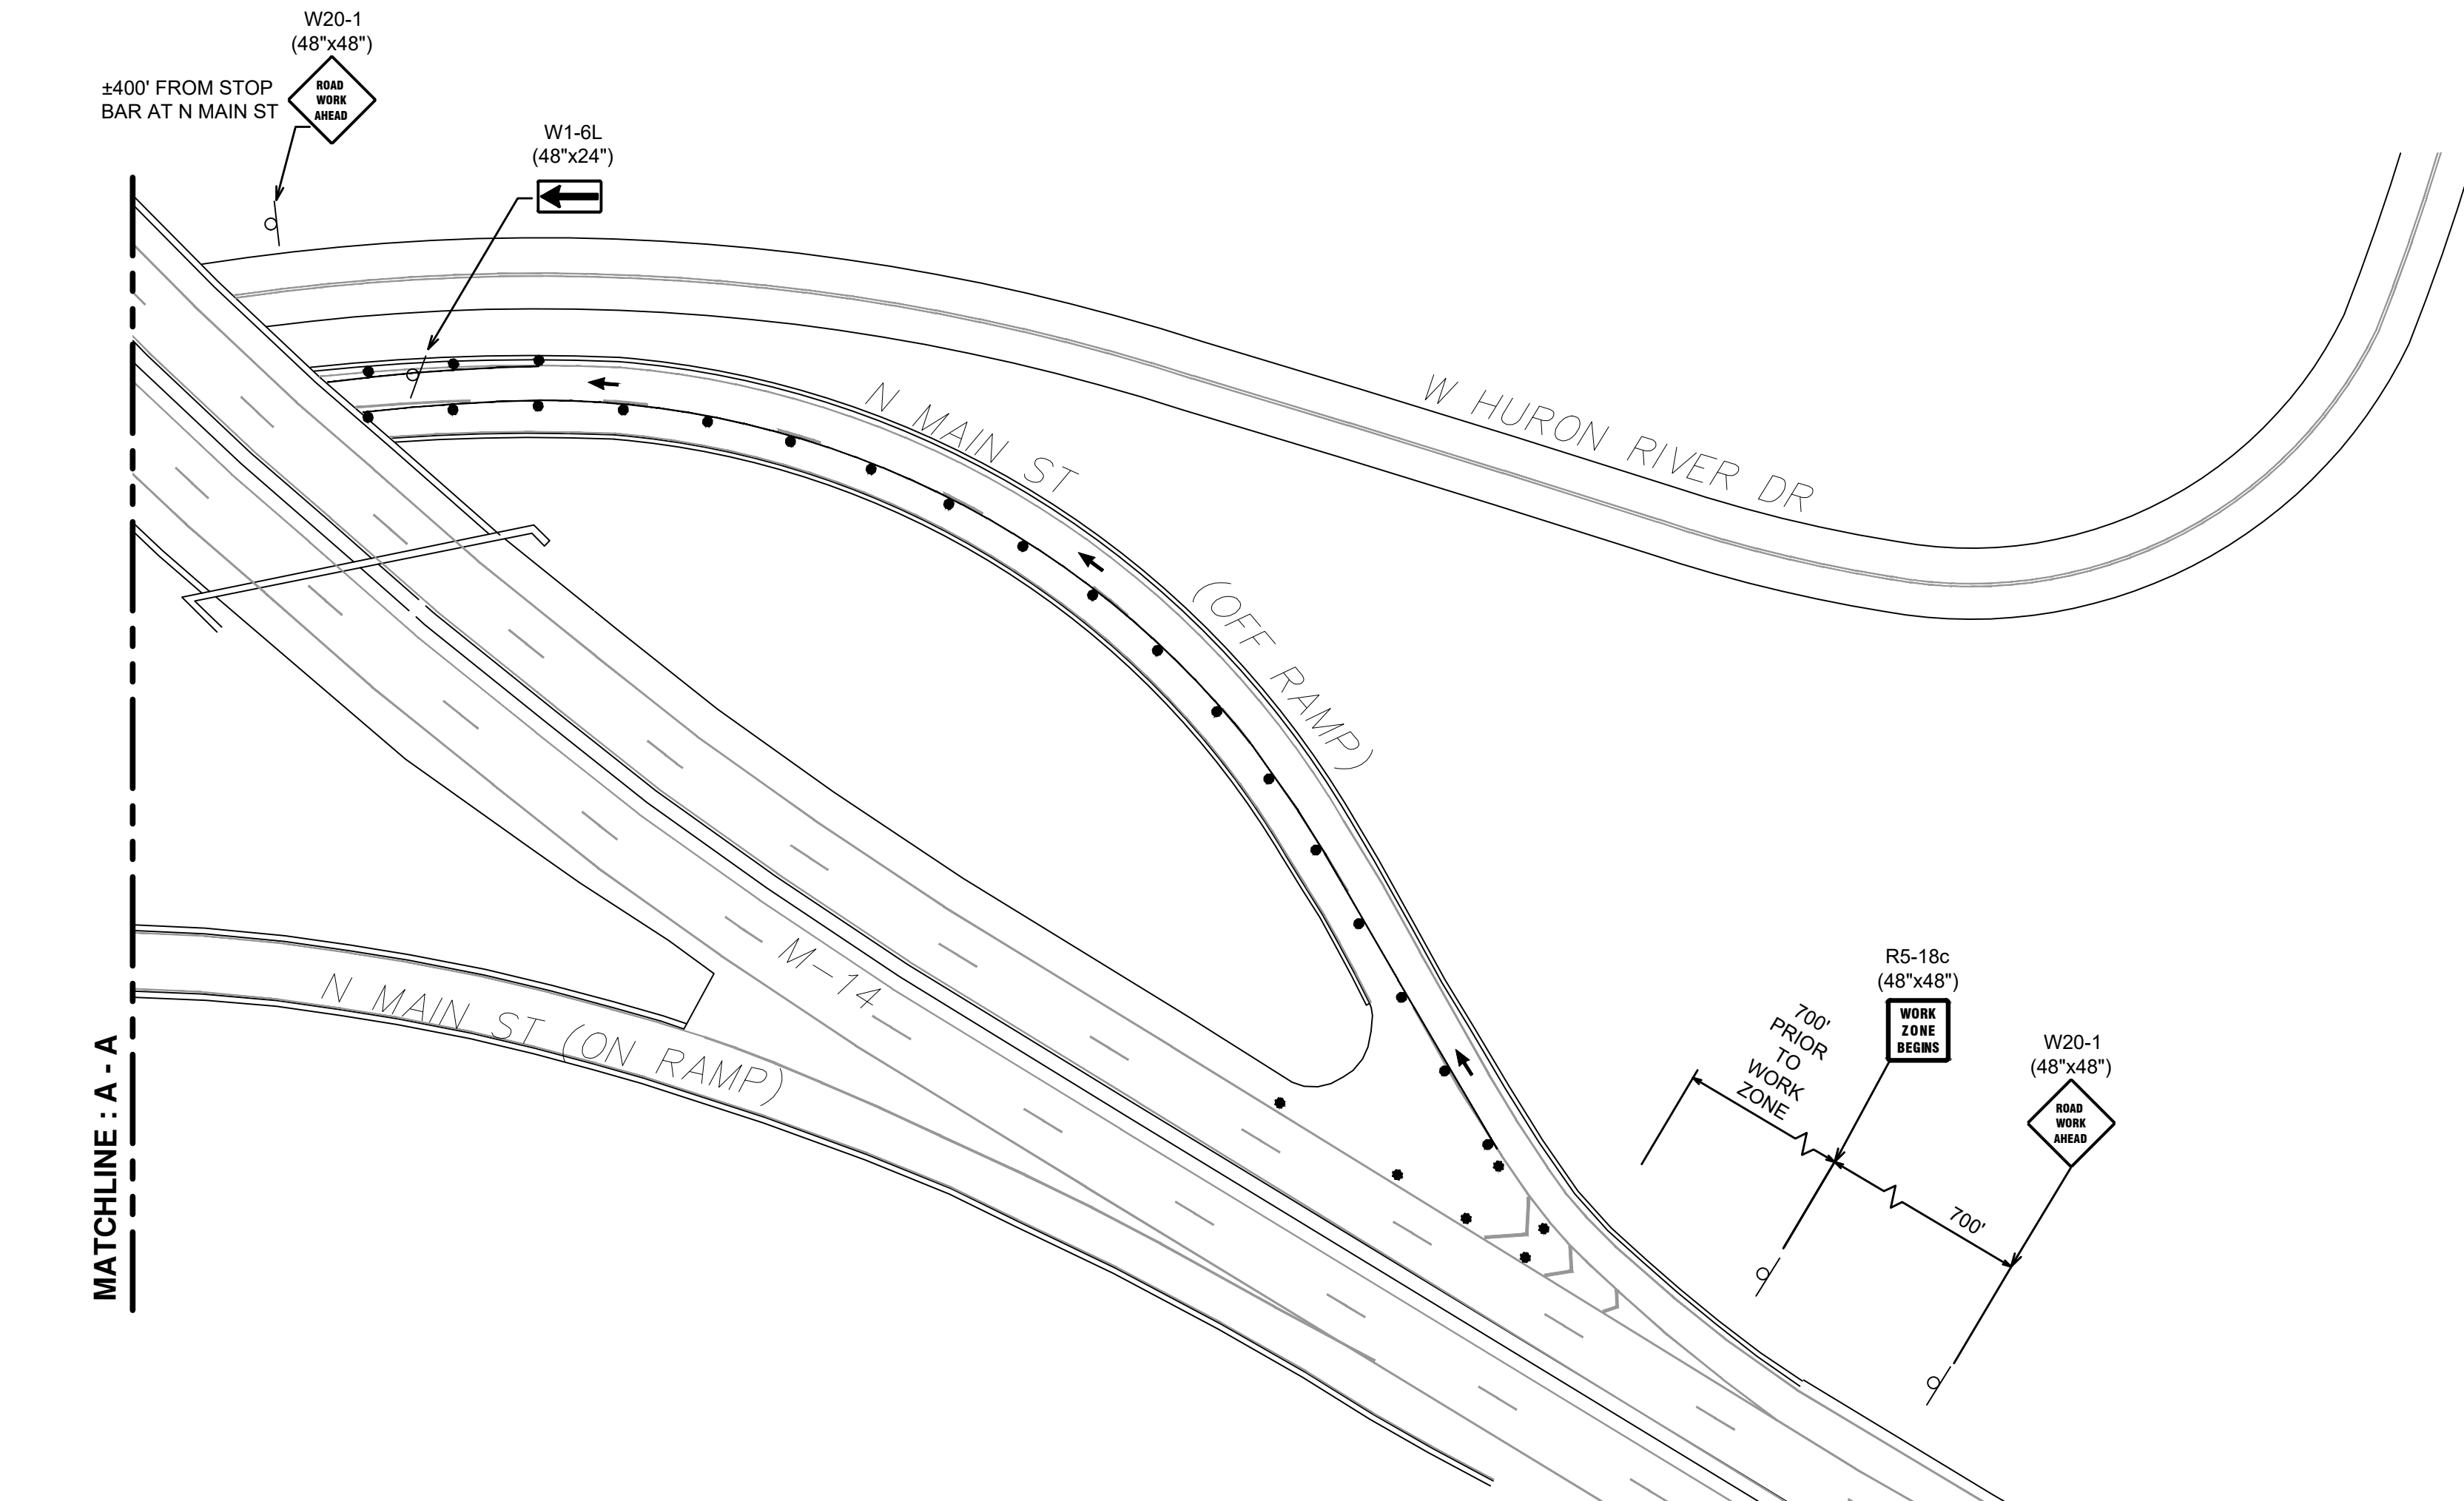 W20-1
(48"x48")
±400' FROM STOP
BAR AT N MAIN ST
ROAD
WORK
AHEAD
W1-6L
(48"x24")
N MAIN ST
(OFF RAMP)
W HURON RIVER DR
M-14
N MAIN ST (ON RAMP)
MATCHLINE : A - A
700'
PRIOR
TO
WORK
ZONE
R5-18c
(48"x48")
WORK
ZONE
BEGINS
700'
W20-1
(48"x48")
ROAD
WORK
AHEAD